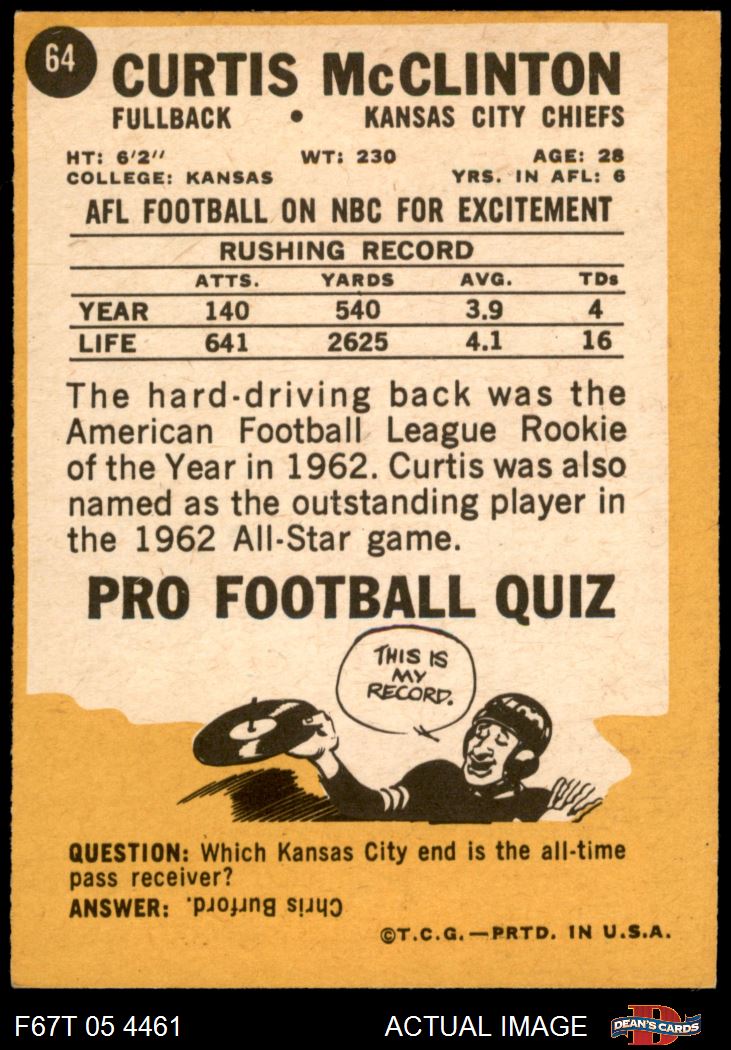 64
CURTIS McCLINTON
FULLBACK • KANSAS CITY CHIEFS
HT: 6'2" WT: 230 AGE: 28
COLLEGE: KANSAS YRS. IN AFL: 6
AFL FOOTBALL ON NBC FOR EXCITEMENT
RUSHING RECORD
ATTS. YARDS AVG. TDs
YEAR 140 540 3.9 4
LIFE 641 2625 4.1 16
The hard-driving back was the
American Football League Rookie
of the Year in 1962. Curtis was also
named as the outstanding player in
the 1962 All-Star game.
PRO FOOTBALL QUIZ
THIS IS
MY
RECORD.
QUESTION: Which Kansas City end is the all-time
pass receiver?
ANSWER: Chris Burford.
©T.C.G.—PRTD. IN U.S.A.
F67T 05 4461 ACTUAL IMAGE D DEAN'S CARDS